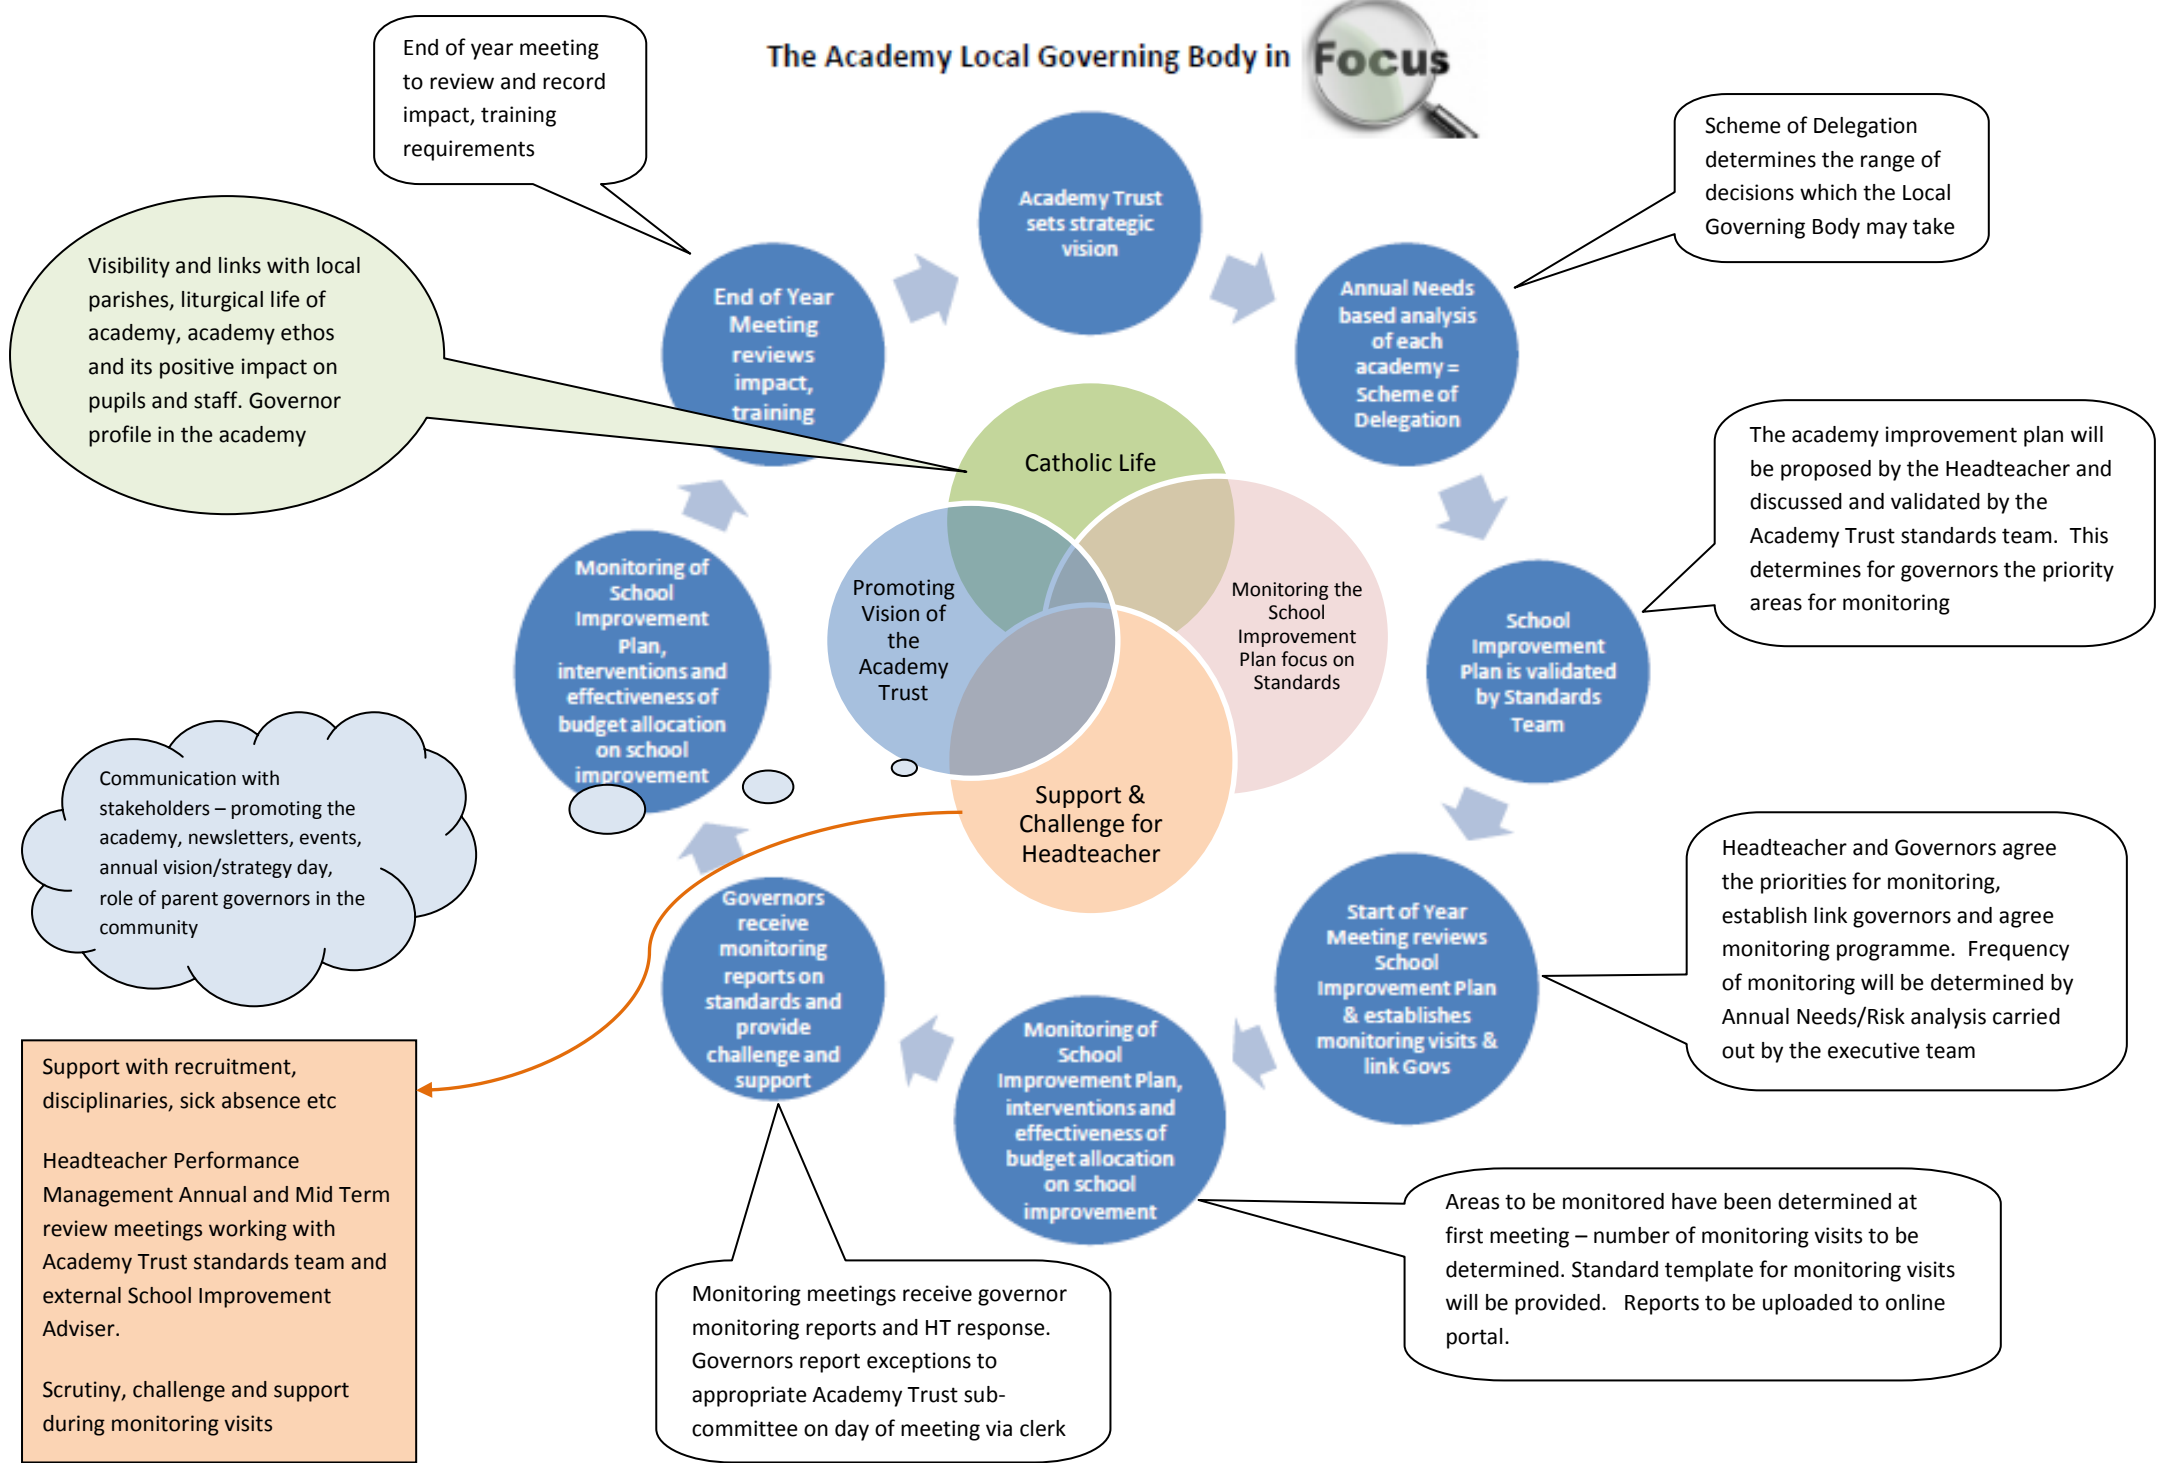 The Academy Local Governing Body in Focus
End of year meeting
to review and record
impact, training
requirements
Scheme of Delegation
determines the range of
decisions which the Local
Governing Body may take
Visibility and links with local
parishes, liturgical life of
academy, academy ethos
and its positive impact on
pupils and staff. Governor
profile in the academy
Academy Trust
sets strategic
vision
Annual Needs
based analysis
of each
academy =
Scheme of
Delegation
The academy improvement plan will
be proposed by the Headteacher and
discussed and validated by the
Academy Trust standards team.  This
determines for governors the priority
areas for monitoring
School
Improvement
Plan is validated
by Standards
Team
Headteacher and Governors agree
the priorities for monitoring,
establish link governors and agree
monitoring programme.  Frequency
of monitoring will be determined by
Annual Needs/Risk analysis carried
out by the executive team
Start of Year
Meeting reviews
School
Improvement Plan
& establishes
monitoring visits &
link Govs
Areas to be monitored have been determined at
first meeting – number of monitoring visits to be
determined. Standard template for monitoring visits
will be provided.   Reports to be uploaded to online
portal.
Monitoring of
School
Improvement Plan,
interventions and
effectiveness of
budget allocation
on school
improvement
Governors
receive
monitoring
reports on
standards and
provide
challenge and
support
Monitoring meetings receive governor
monitoring reports and HT response.
Governors report exceptions to
appropriate Academy Trust sub-
committee on day of meeting via clerk
Monitoring of
School
Improvement
Plan,
interventions and
effectiveness of
budget allocation
on school
improvement
End of Year
Meeting
reviews
impact,
training
Catholic Life
Promoting
Vision of
the
Academy
Trust
Monitoring the
School
Improvement
Plan focus on
Standards
Support &
Challenge for
Headteacher
Communication with
stakeholders – promoting the
academy, newsletters, events,
annual vision/strategy day,
role of parent governors in the
community
Support with recruitment,
disciplinaries, sick absence etc
Headteacher Performance
Management Annual and Mid Term
review meetings working with
Academy Trust standards team and
external School Improvement
Adviser.
Scrutiny, challenge and support
during monitoring visits